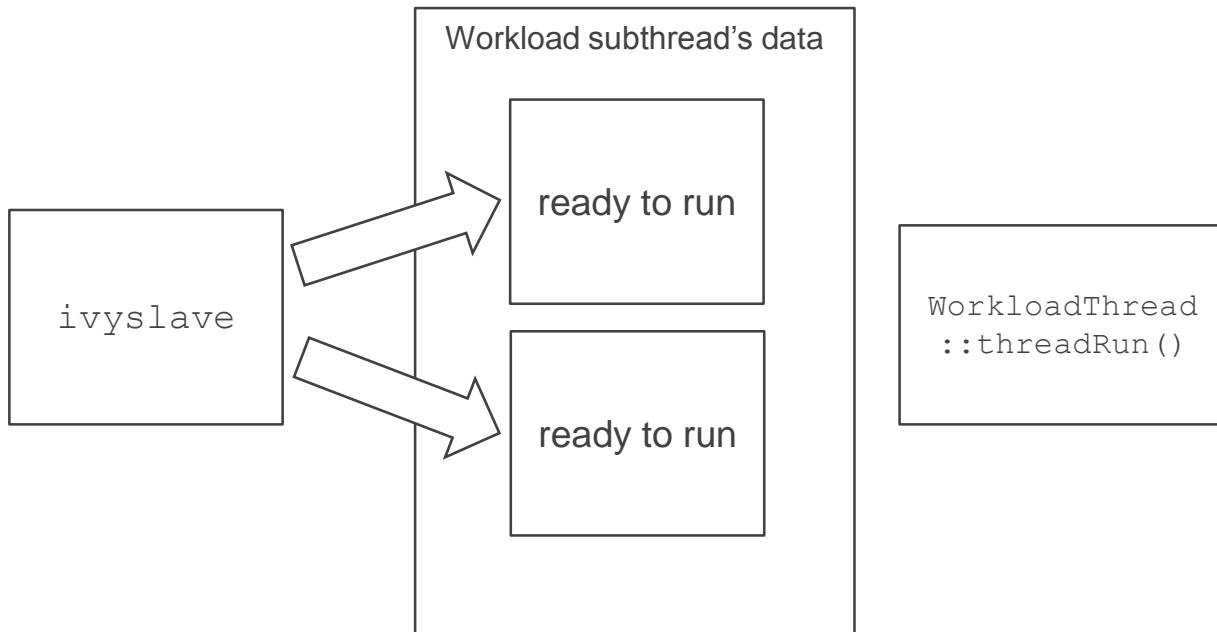 Workload subthread’s data
ready to run
ivyslave
ready to run
WorkloadThread
::threadRun()